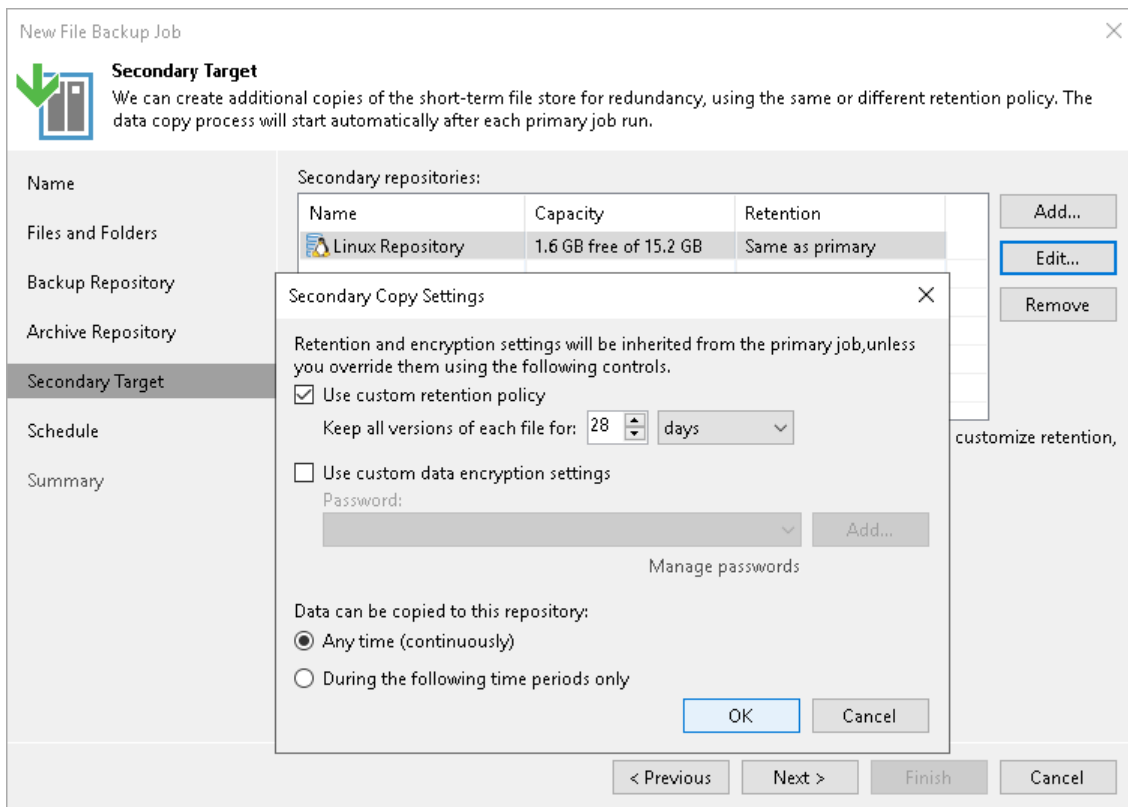 New File Backup Job
Secondary Target
We can create additional copies of the short-term file store for redundancy, using the same or different retention policy. The
data copy process will start automatically after each primary job run.
Name
Files and Folders
Backup Repository
Archive Repository
Secondary Target
Schedule
Summary
Secondary repositories:
Name Capacity Retention
Linux Repository 1.6 GB free of 15.2 GB Same as primary
Add...
Edit...
Remove
customize retention,
Secondary Copy Settings
Retention and encryption settings will be inherited from the primary job,unless
you override them using the following controls.
Use custom retention policy
Keep all versions of each file for: 28 days
Use custom data encryption settings
Password:
Add...
Manage passwords
Data can be copied to this repository:
Any time (continuously)
During the following time periods only
OK Cancel
< Previous Next > Finish Cancel